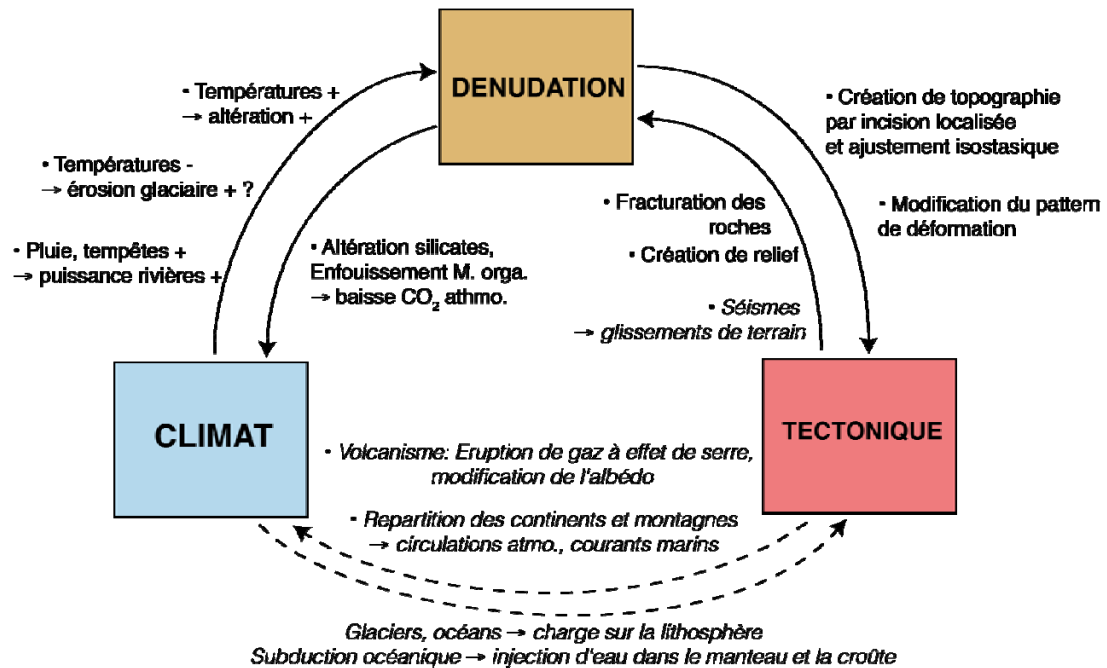 DENUDATION
• Températures +
→ altération +
• Températures -
→ érosion glaciaire + ?
• Pluie, tempêtes +
→ puissance rivières +
• Altération silicates,
Enfouissement M. orga.
→ baisse CO₂ athmo.
• Création de topographie
par incision localisée
et ajustement isostasique
• Modification du pattern
de déformation
• Fracturation des
roches
• Création de relief
• Séismes
→ glissements de terrain
CLIMAT
TECTONIQUE
• Volcanisme: Eruption de gaz à effet de serre,
modification de l'albédo
• Repartition des continents et montagnes
→ circulations atmo., courants marins
Glaciers, océans → charge sur la lithosphère
Subduction océanique → injection d'eau dans le manteau et la croûte